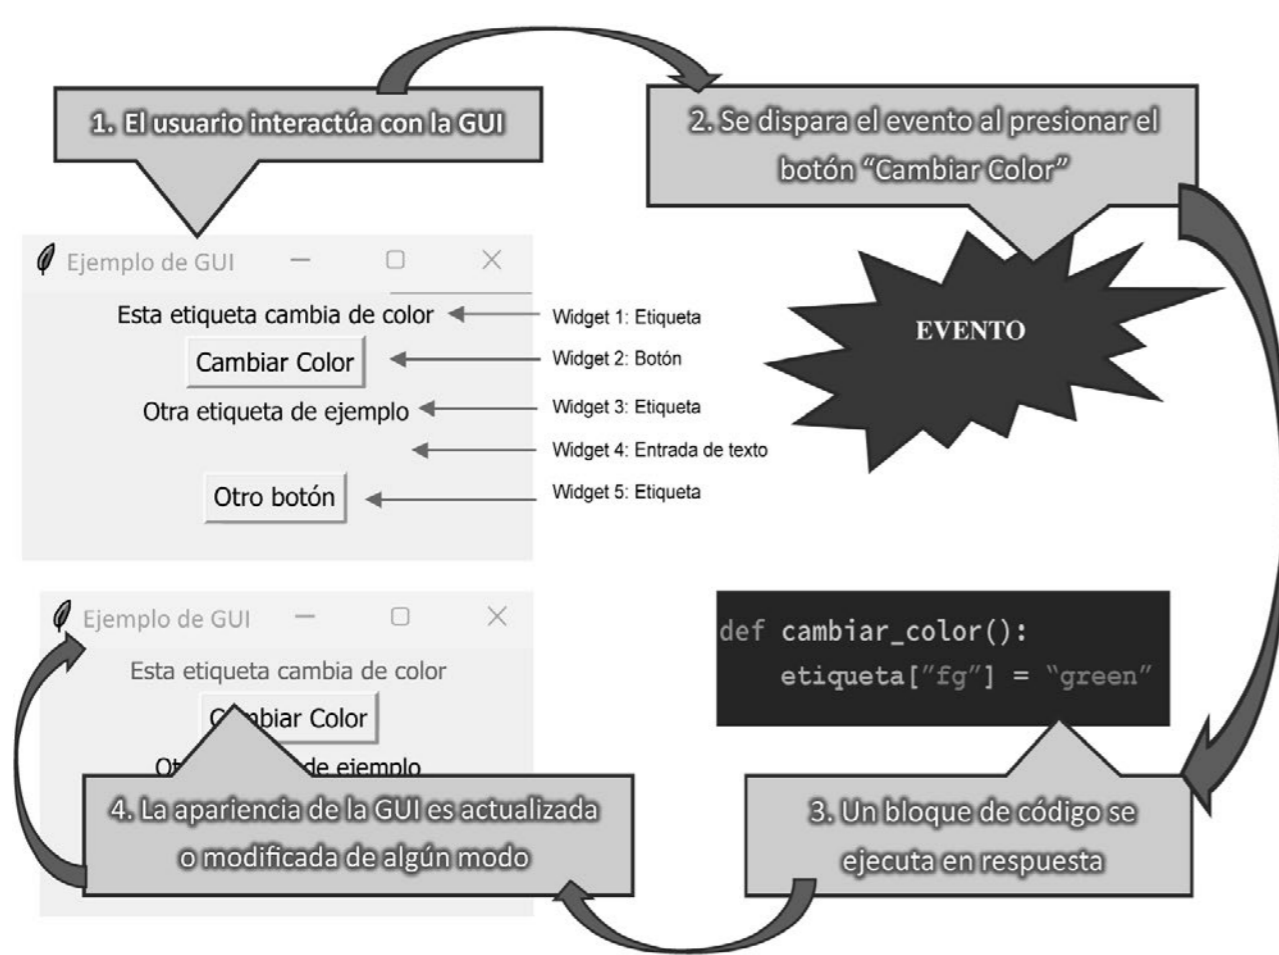 1. El usuario interactúa con la GUI
2. Se dispara el evento al presionar el
botón “Cambiar Color”
Ejemplo de GUI
Esta etiqueta cambia de color
Cambiar Color
Otra etiqueta de ejemplo
Otro botón
Widget 1: Etiqueta
Widget 2: Botón
Widget 3: Etiqueta
Widget 4: Entrada de texto
Widget 5: Etiqueta
EVENTO
def cambiar_color():
etiqueta["fg"] = “green”
3. Un bloque de código se
ejecuta en respuesta
Ejemplo de GUI
Esta etiqueta cambia de color
Cambiar Color
de ejemplo
4. La apariencia de la GUI es actualizada
o modificada de algún modo